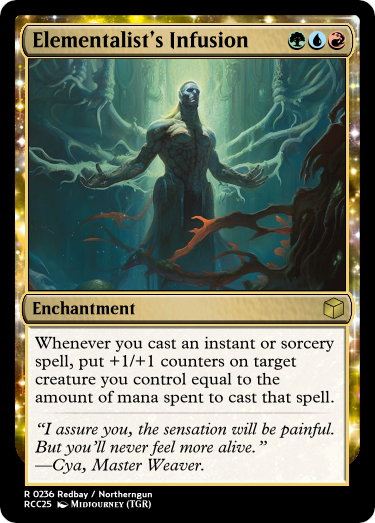 Elementalist's Infusion
Enchantment
Whenever you cast an instant or sorcery
spell, put +1/+1 counters on target
creature you control equal to the
amount of mana spent to cast that spell.
“I assure you, the sensation will be painful.
But you’ll never feel more alive.”
—Cya, Master Weaver.
R 0236 Redbay / Northerngun
RCC25 Midjourney (TGR)